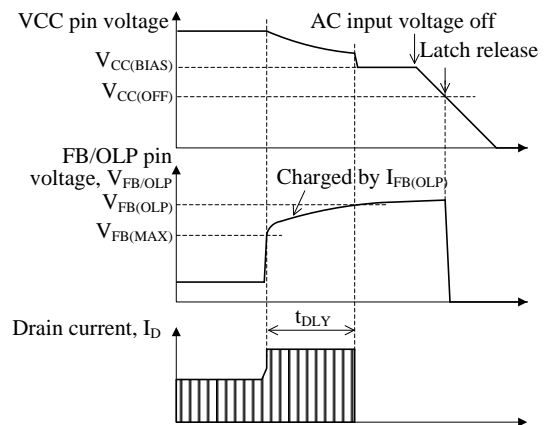 VCC pin voltage
AC input voltage off
Latch release
VCC(BIAS)
VCC(OFF)
FB/OLP pin
voltage, VFB/OLP
Charged by IFB(OLP)
VFB(OLP)
VFB(MAX)
Drain current, ID
tDLY